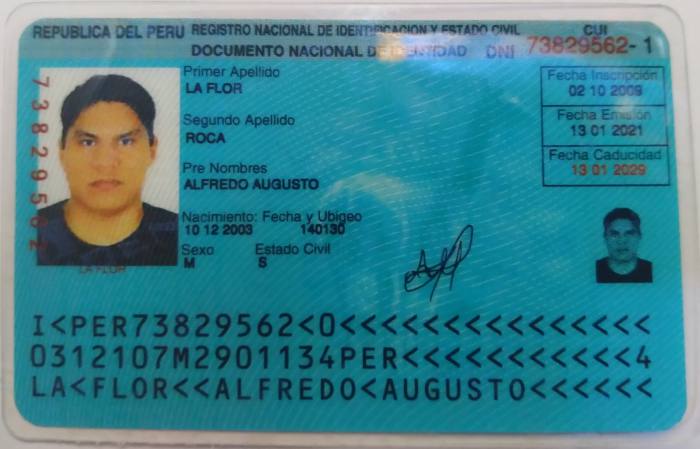 REPUBLICA DEL PERU REGISTRO NACIONAL DE IDENTIFICACION Y ESTADO CIVIL CUI
DOCUMENTO NACIONAL DE IDENTIDAD DNI 73829562-1
73829562
Primer Apellido
LA FLOR
Segundo Apellido
ROCA
Pre Nombres
ALFREDO AUGUSTO
Nacimiento: Fecha y Ubigeo
10 12 2003 140130
Sexo Estado Civil
M S
LA FLOR
Fecha Inscripción
02 10 2009
Fecha Emisión
13 01 2021
Fecha Caducidad
13 01 2029
I<PER73829562<0<<<<<<<<<<<<<<<
0312107M2901134PER<<<<<<<<<<<4
LA<FLOR<<ALFREDO<AUGUSTO<<<<<<